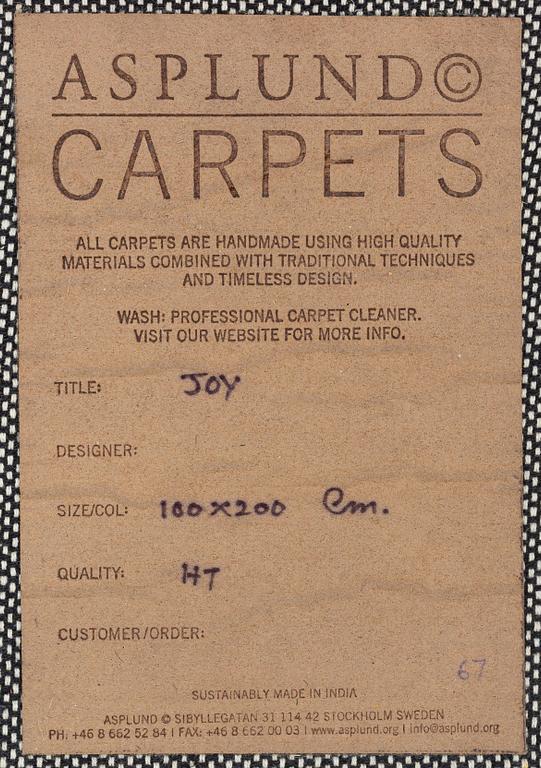 ASPLUND©
CARPETS
ALL CARPETS ARE HANDMADE USING HIGH QUALITY
MATERIALS COMBINED WITH TRADITIONAL TECHNIQUES
AND TIMELESS DESIGN.
WASH: PROFESSIONAL CARPET CLEANER.
VISIT OUR WEBSITE FOR MORE INFO.
TITLE: JOY
DESIGNER:
SIZE/COL: 100X200 Cm.
QUALITY: HT
CUSTOMER/ORDER:
67
SUSTAINABLY MADE IN INDIA
ASPLUND © SIBYLLEGATAN 31 114 42 STOCKHOLM SWEDEN
PH: +46 8 662 52 84 | FAX: +46 8 662 00 03 | www.asplund.org | info@asplund.org